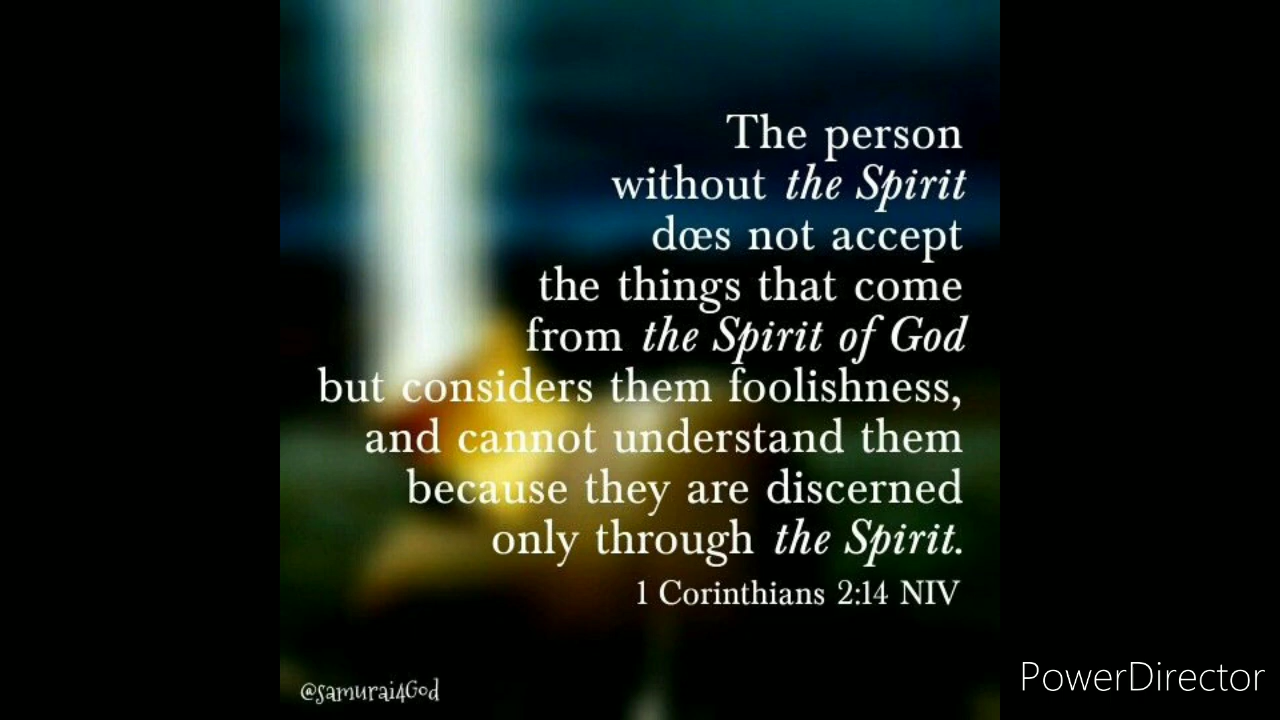 The person
without the Spirit
dœs not accept
the things that come
from the Spirit of God
but considers them foolishness,
and cannot understand them
because they are discerned
only through the Spirit.
1 Corinthians 2:14 NIV
@samurai4God
PowerDirector